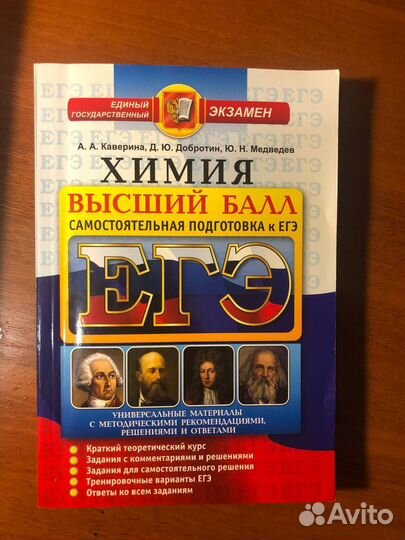 ЕДИНЫЙ
ГОСУДАРСТВЕННЫЙ
ЭКЗАМЕН
А. А. Каверина, Д. Ю. Добротин, Ю. Н. Медведев
ХИМИЯ
ВЫСШИЙ БАЛЛ
САМОСТОЯТЕЛЬНАЯ ПОДГОТОВКА к ЕГЭ
ЕГЭ
УНИВЕРСАЛЬНЫЕ МАТЕРИАЛЫ
С МЕТОДИЧЕСКИМИ РЕКОМЕНДАЦИЯМИ,
РЕШЕНИЯМИ И ОТВЕТАМИ
Краткий теоретический курс
Задания с комментариями и решениями
Задания для самостоятельного решения
Тренировочные варианты ЕГЭ
Ответы ко всем заданиям
Avito